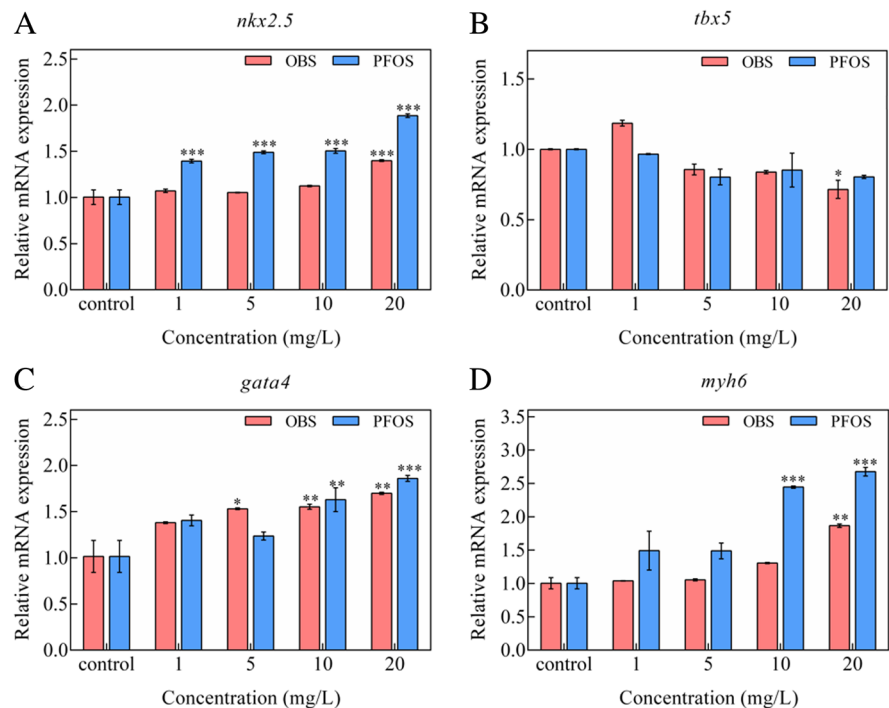 A
nkx2.5
OBS PFOS
Relative mRNA expression
2.5
2.0
1.5
1.0
0.5
0.0
*** *** *** *** ***
control 1 5 10 20
Concentration (mg/L)
B
tbx5
OBS PFOS
Relative mRNA expression
1.5
1.0
0.5
0.0
*
control 1 5 10 20
Concentration (mg/L)
C
gata4
OBS PFOS
Relative mRNA expression
2.5
2.0
1.5
1.0
0.5
0.0
* ** ** ** ***
control 1 5 10 20
Concentration (mg/L)
D
myh6
OBS PFOS
Relative mRNA expression
3.5
3.0
2.5
2.0
1.5
1.0
0.5
0.0
*** ** ***
control 1 5 10 20
Concentration (mg/L)